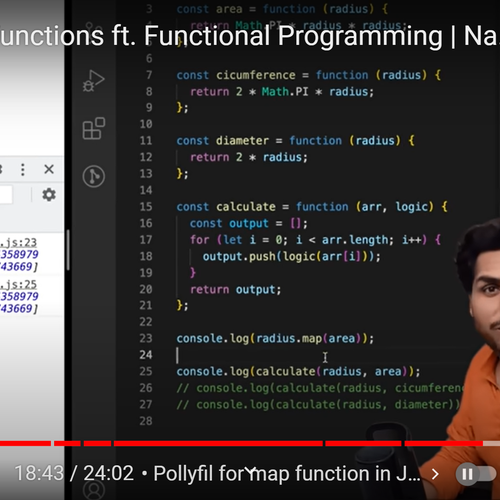 unctions ft. Functional Programming | Na
3 const area = function (radius) {
4 return Math.PI * radius * radius;
6
7 const cicumference = function (radius) {
8 return 2 * Math.PI * radius;
9 };
10
11 const diameter = function (radius) {
12 return 2 * radius;
13 };
14
15 const calculate = function (arr, logic) {
16 const output = [];
17 for (let i = 0; i < arr.length; i++) {
18 output.push(logic(arr[i]));
19 }
20 return output;
21 };
22
23 console.log(radius.map(area));
24
25 console.log(calculate(radius, area));
26 // console.log(calculate(radius, cicumferen
27 // console.log(calculate(radius, diameter))
28
.js:23
358979
43669]
.js:25
358979
43669]
18:43 / 24:02 • Pollyfil for map function in J...